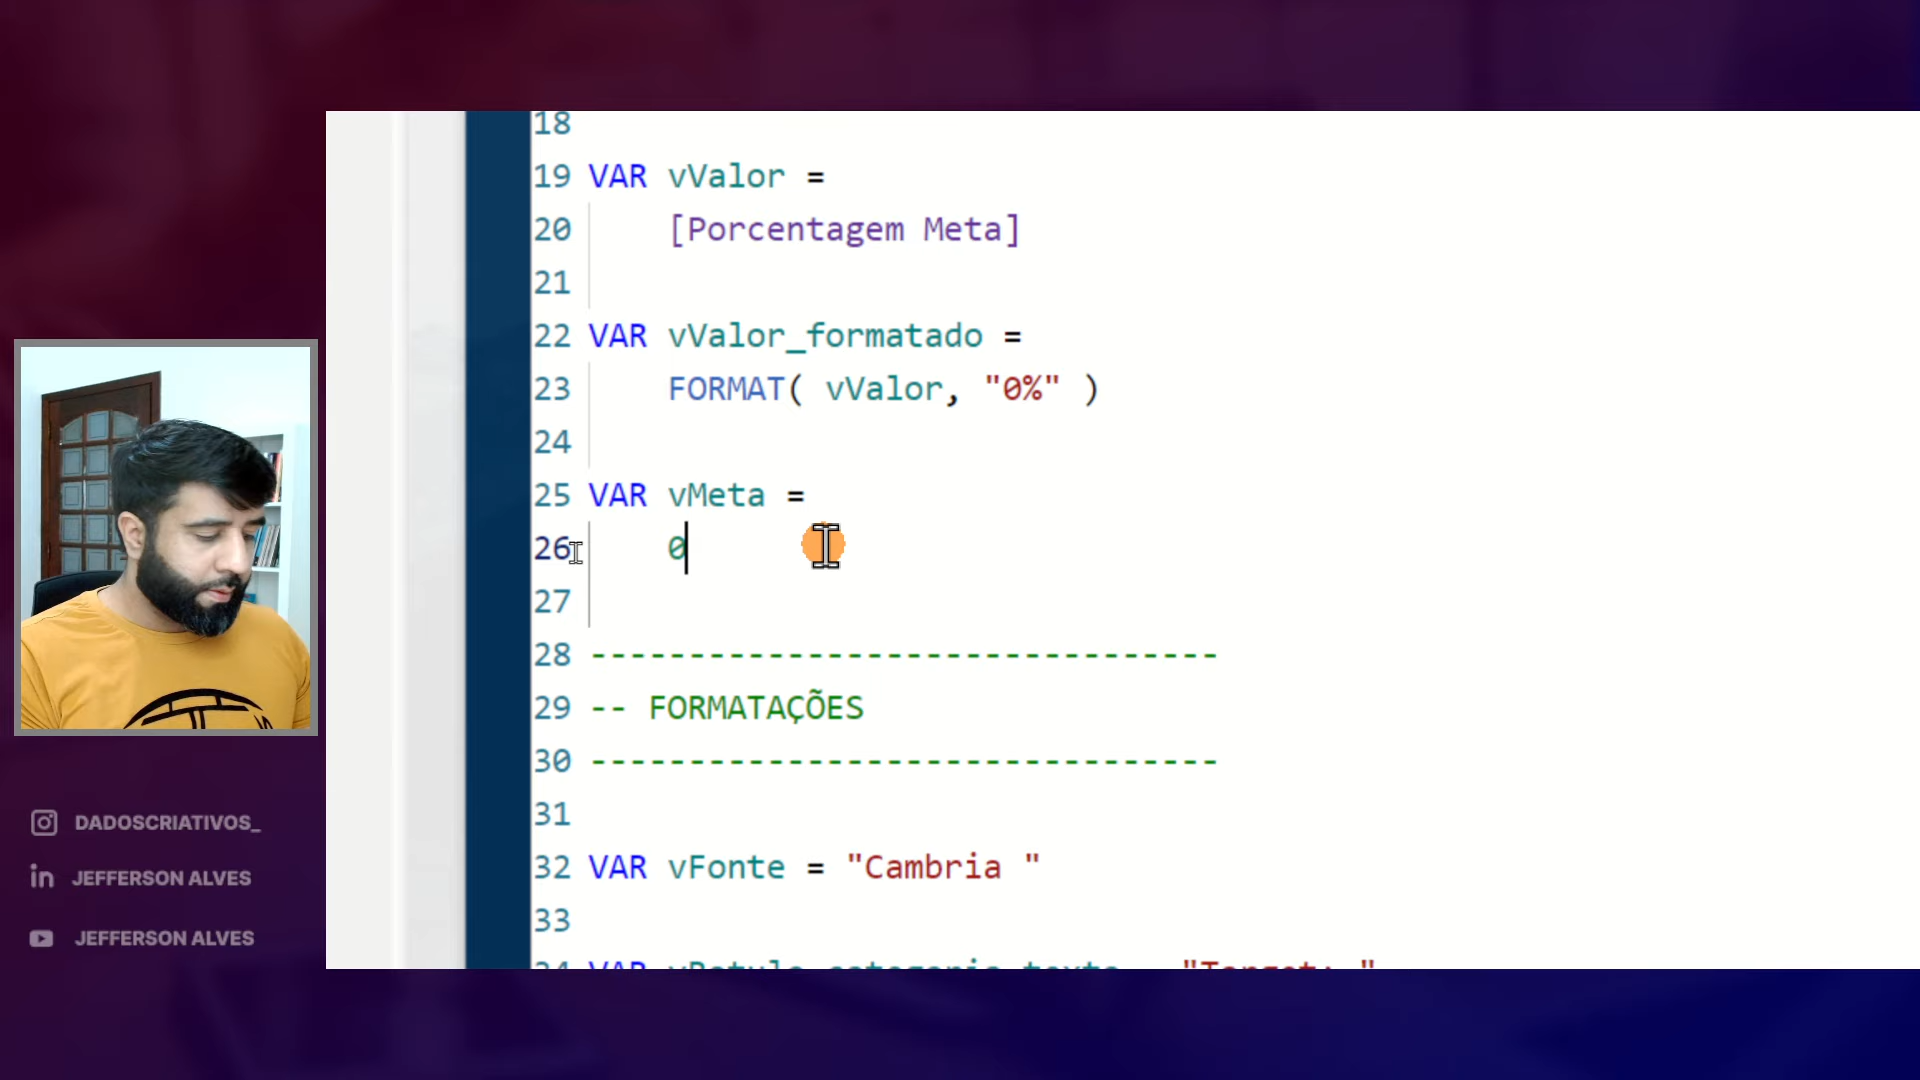 18
19 VAR vValor =
20 [Porcentagem Meta]
21
22 VAR vValor_formatado =
23 FORMAT( vValor, "0%" )
24
25 VAR vMeta =
26 0
27
28 --------------------------------
29 -- FORMATAÇÕES
30 --------------------------------
31
32 VAR vFonte = "Cambria "
33
DADOSCRIATIVOS_
JEFFERSON ALVES
JEFFERSON ALVES